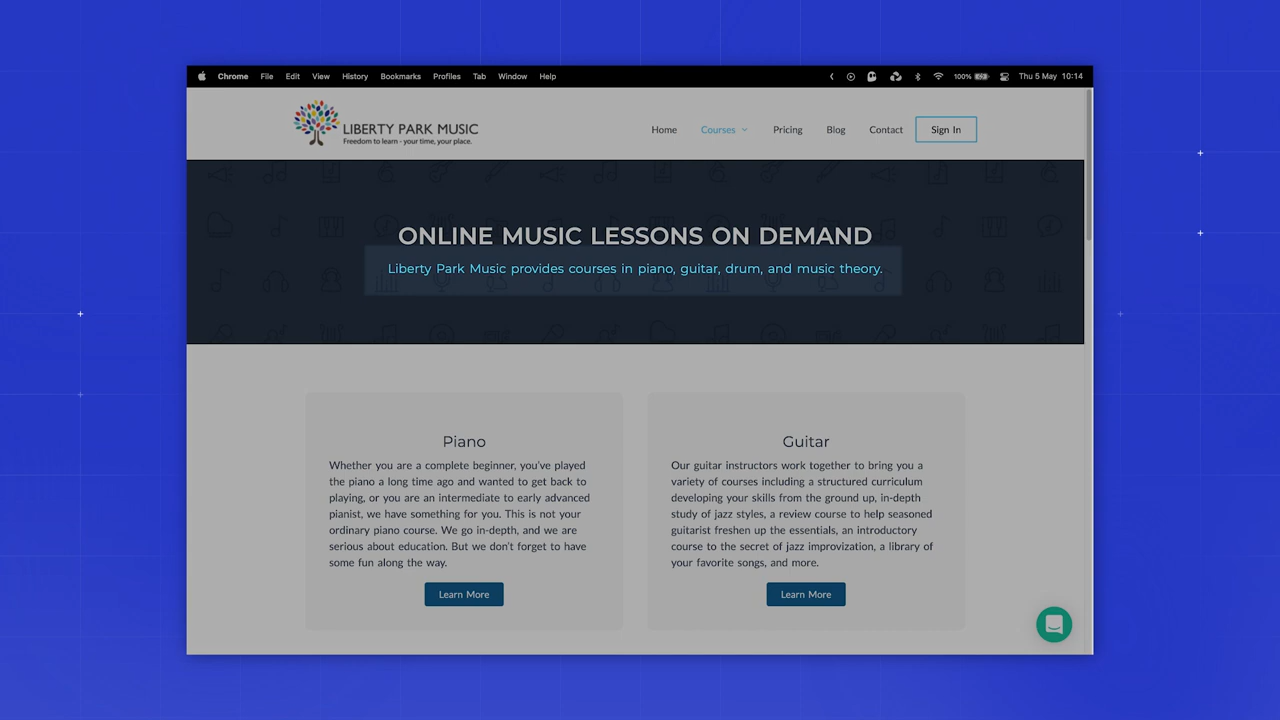 Chrome File Edit View History Bookmarks Profiles Tab Window Help 100% Thu 5 May 10:14
LIBERTY PARK MUSIC
Freedom to learn - your time, your place.
Home Courses Pricing Blog Contact Sign In
ONLINE MUSIC LESSONS ON DEMAND
Liberty Park Music provides courses in piano, guitar, drum, and music theory.
Piano
Whether you are a complete beginner, you've played
the piano a long time ago and wanted to get back to
playing, or you are an intermediate to early advanced
pianist, we have something for you. This is not your
ordinary piano course. We go in-depth, and we are
serious about education. But we don't forget to have
some fun along the way.
Learn More
Guitar
Our guitar instructors work together to bring you a
variety of courses including a structured curriculum
developing your skills from the ground up, in-depth
study of jazz styles, a review course to help seasoned
guitarist freshen up the essentials, an introductory
course to the secret of jazz improvization, a library of
your favorite songs, and more.
Learn More